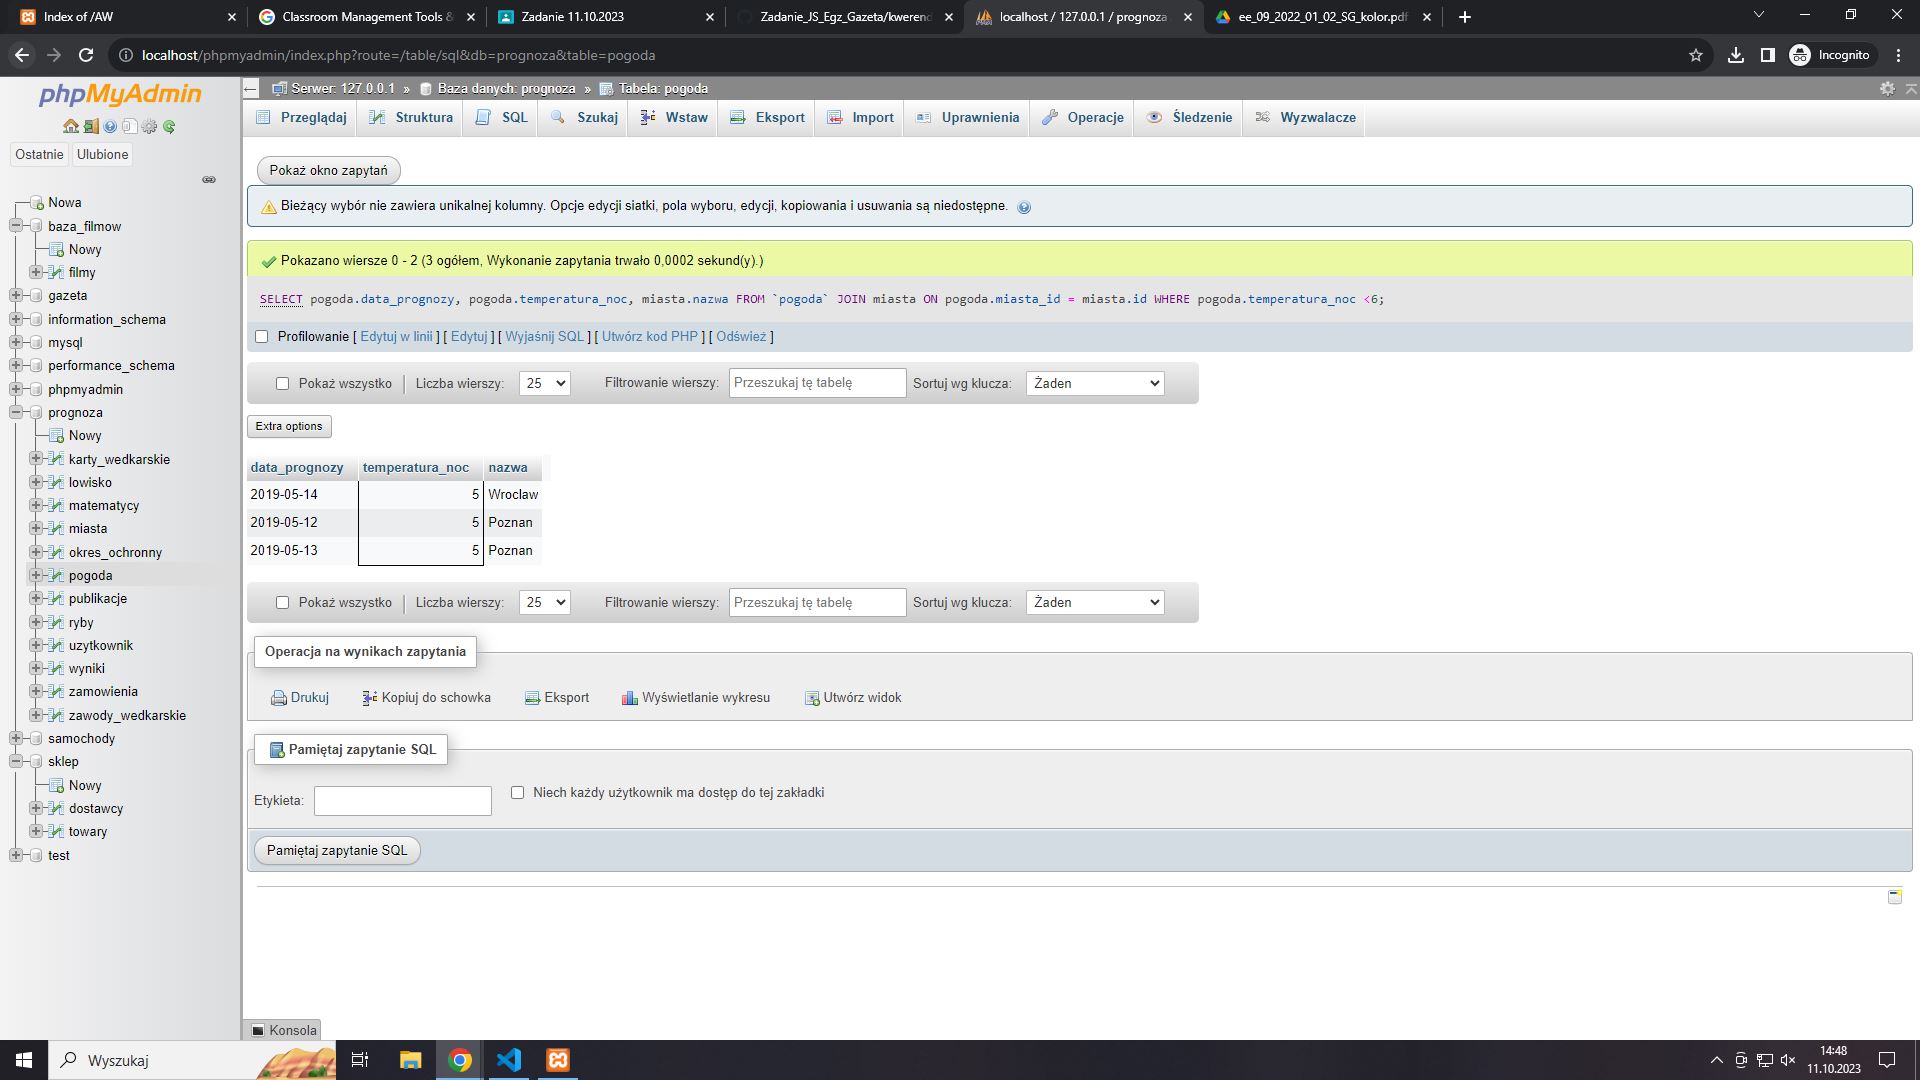 Index of /AW
Classroom Management Tools &
Zadanie 11.10.2023
Zadanie_JS_Egz_Gazeta/kwerend
localhost / 127.0.0.1 / prognoza
ee_09_2022_01_02_SG_kolor.pdf
localhost/phpmyadmin/index.php?route=/table/sql&db=prognoza&table=pogoda
Incognito
phpMyAdmin
Ostatnie
Ulubione
Nowa
baza_filmow
Nowy
filmy
gazeta
information_schema
mysql
performance_schema
phpmyadmin
prognoza
Nowy
karty_wedkarskie
lowisko
matematycy
miasta
okres_ochronny
pogoda
publikacje
ryby
uzytkownik
wyniki
zamowienia
zawody_wedkarskie
samochody
sklep
Nowy
dostawcy
towary
test
Serwer: 127.0.0.1 » Baza danych: prognoza » Tabela: pogoda
Przeglądaj Struktura SQL Szukaj Wstaw Eksport Import Uprawnienia Operacje Śledzenie Wyzwalacze
Pokaż okno zapytań
Bieżący wybór nie zawiera unikalnej kolumny. Opcje edycji siatki, pola wyboru, edycji, kopiowania i usuwania są niedostępne.
Pokazano wiersze 0 - 2 (3 ogółem, Wykonanie zapytania trwało 0,0002 sekund(y).)
SELECT pogoda.data_prognozy, pogoda.temperatura_noc, miasta.nazwa FROM `pogoda` JOIN miasta ON pogoda.miasta_id = miasta.id WHERE pogoda.temperatura_noc <6;
Profilowanie [ Edytuj w linii ] [ Edytuj ] [ Wyjaśnij SQL ] [ Utwórz kod PHP ] [ Odśwież ]
Pokaż wszystko | Liczba wierszy: 25 Filtrowanie wierszy: Przeszukaj tę tabelę Sortuj wg klucza: Żaden
Extra options
data_prognozy temperatura_noc nazwa
2019-05-14 5 Wroclaw
2019-05-12 5 Poznan
2019-05-13 5 Poznan
Pokaż wszystko | Liczba wierszy: 25 Filtrowanie wierszy: Przeszukaj tę tabelę Sortuj wg klucza: Żaden
Operacja na wynikach zapytania
Drukuj Kopiuj do schowka Eksport Wyświetlanie wykresu Utwórz widok
Pamiętaj zapytanie SQL
Etykieta:
Niech każdy użytkownik ma dostęp do tej zakładki
Pamiętaj zapytanie SQL
Konsola
Wyszukaj
14:48
11.10.2023